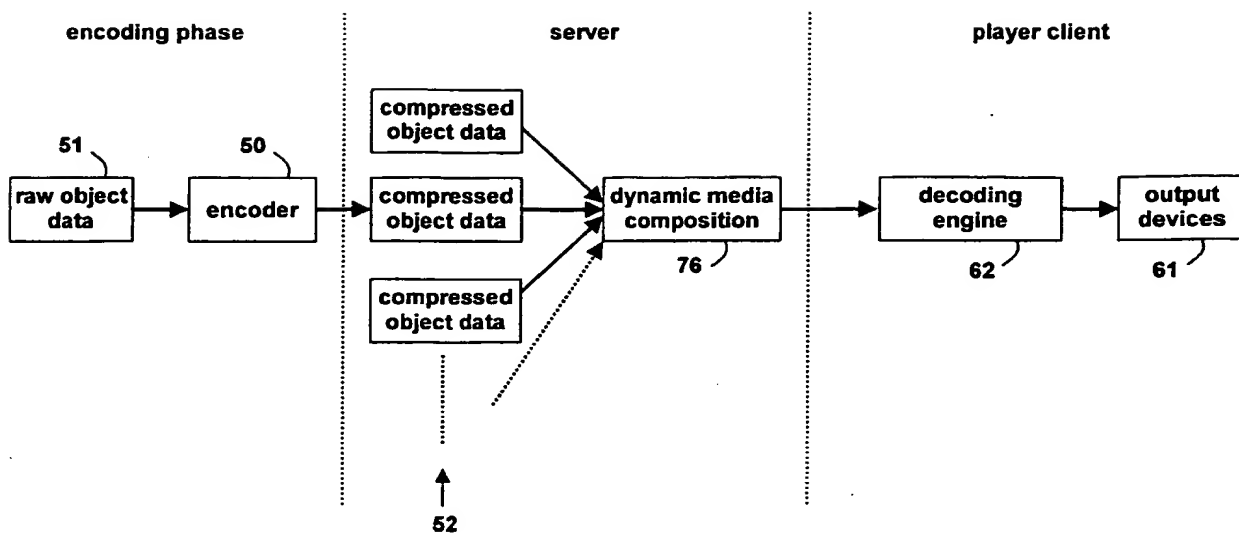 encoding phase
server
player client
compressed
object data
51
50
raw object
data
encoder
compressed
object data
dynamic media
composition
decoding
engine
output
devices
76
62
61
compressed
object data
52